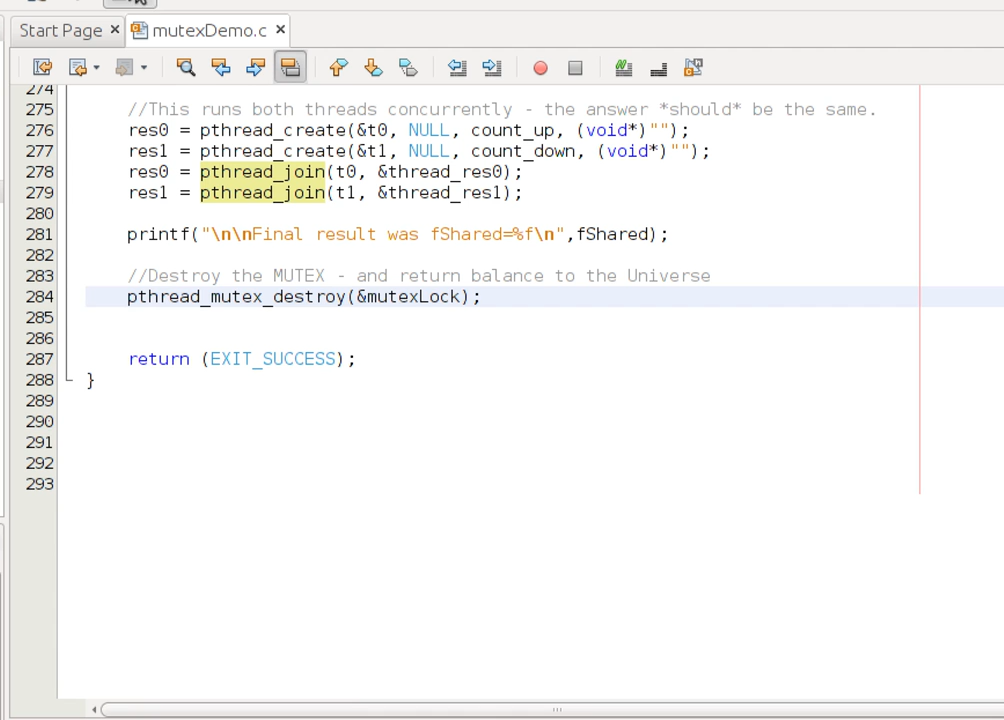 Start Page
mutexDemo.c
274
275 //This runs both threads concurrently - the answer *should* be the same.
276 res0 = pthread_create(&t0, NULL, count_up, (void*)"");
277 res1 = pthread_create(&t1, NULL, count_down, (void*)"");
278 res0 = pthread_join(t0, &thread_res0);
279 res1 = pthread_join(t1, &thread_res1);
280
281 printf("\n\nFinal result was fShared=%f\n",fShared);
282
283 //Destroy the MUTEX - and return balance to the Universe
284 pthread_mutex_destroy(&mutexLock);
285
286
287 return (EXIT_SUCCESS);
288 }
289
290
291
292
293